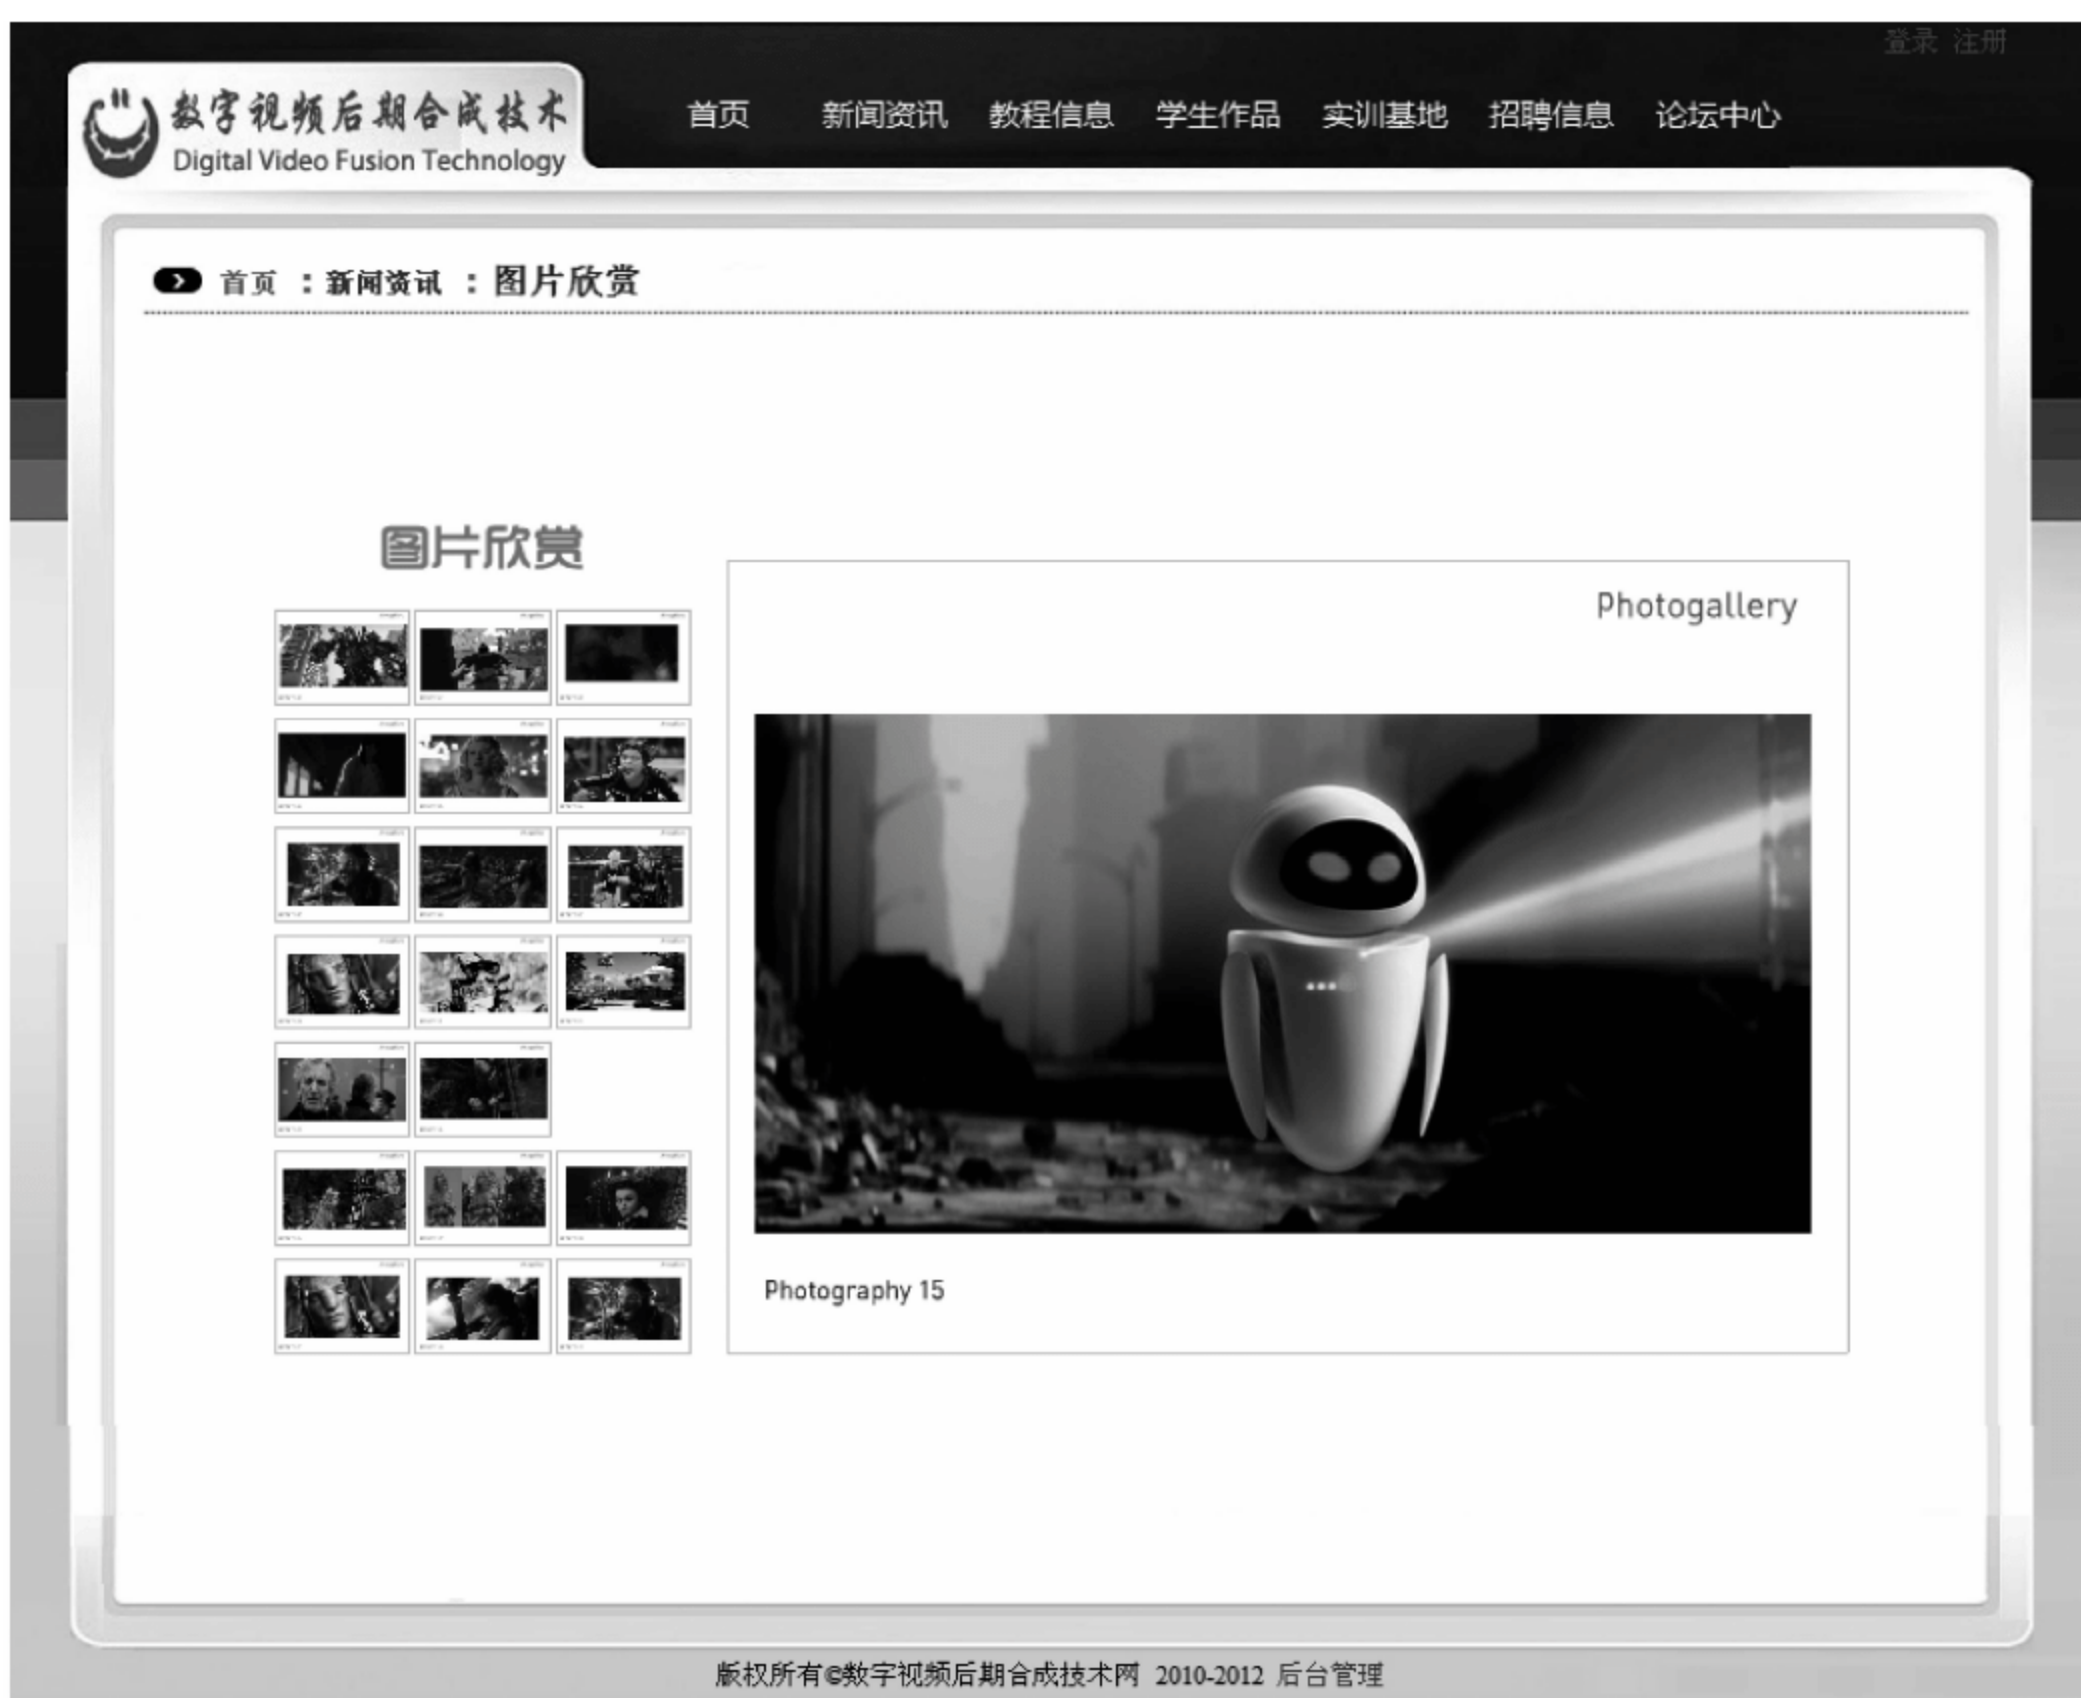 登录 注册
数字视频后期合成技术
Digital Video Fusion Technology
首页 新闻资讯 教程信息 学生作品 实训基地 招聘信息 论坛中心
首页 :新闻资讯 :图片欣赏
图片欣赏
Photogallery
Photography 15
版权所有©数字视频后期合成技术网 2010-2012 后台管理